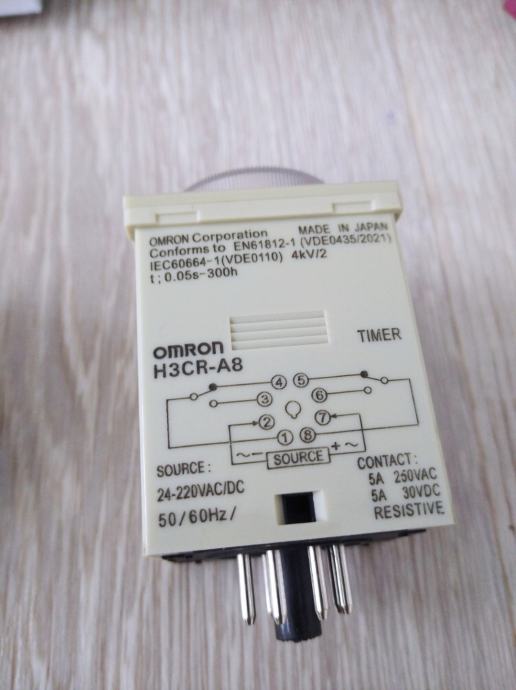 OMRON Corporation MADE IN JAPAN
Conforms to EN61812-1 (VDE0435/2021)
IEC60664-1(VDE0110) 4kV/2
t ; 0.05s-300h
OMRON TIMER
H3CR-A8
4 5
3 6
2 7
1 8
~ − SOURCE + ~
SOURCE :
24-220VAC/DC
50/60Hz/
CONTACT :
5A 250VAC
5A 30VDC
RESISTIVE